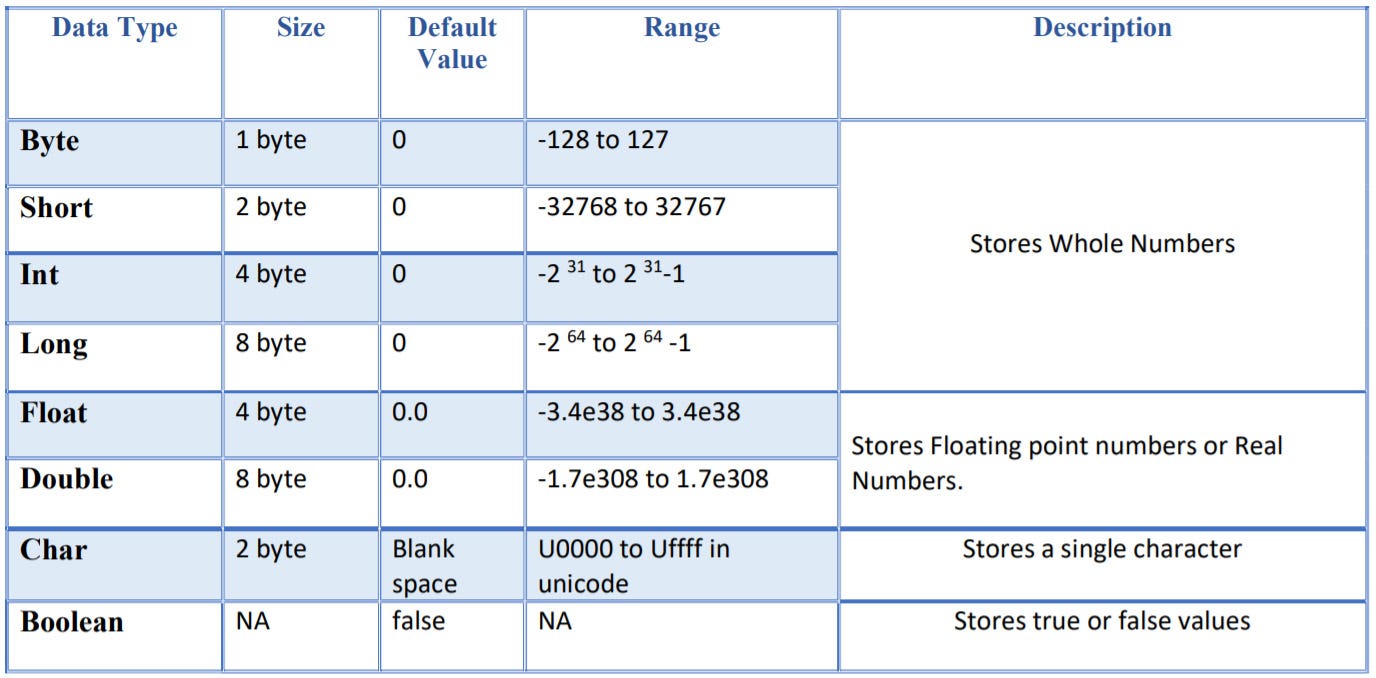 Data Type Size Default Value Range Description
Byte 1 byte 0 -128 to 127 Stores Whole Numbers
Short 2 byte 0 -32768 to 32767
Int 4 byte 0 -2 31 to 2 31-1
Long 8 byte 0 -2 64 to 2 64 -1
Float 4 byte 0.0 -3.4e38 to 3.4e38 Stores Floating point numbers or Real Numbers.
Double 8 byte 0.0 -1.7e308 to 1.7e308
Char 2 byte Blank space U0000 to Uffff in unicode Stores a single character
Boolean NA false NA Stores true or false values